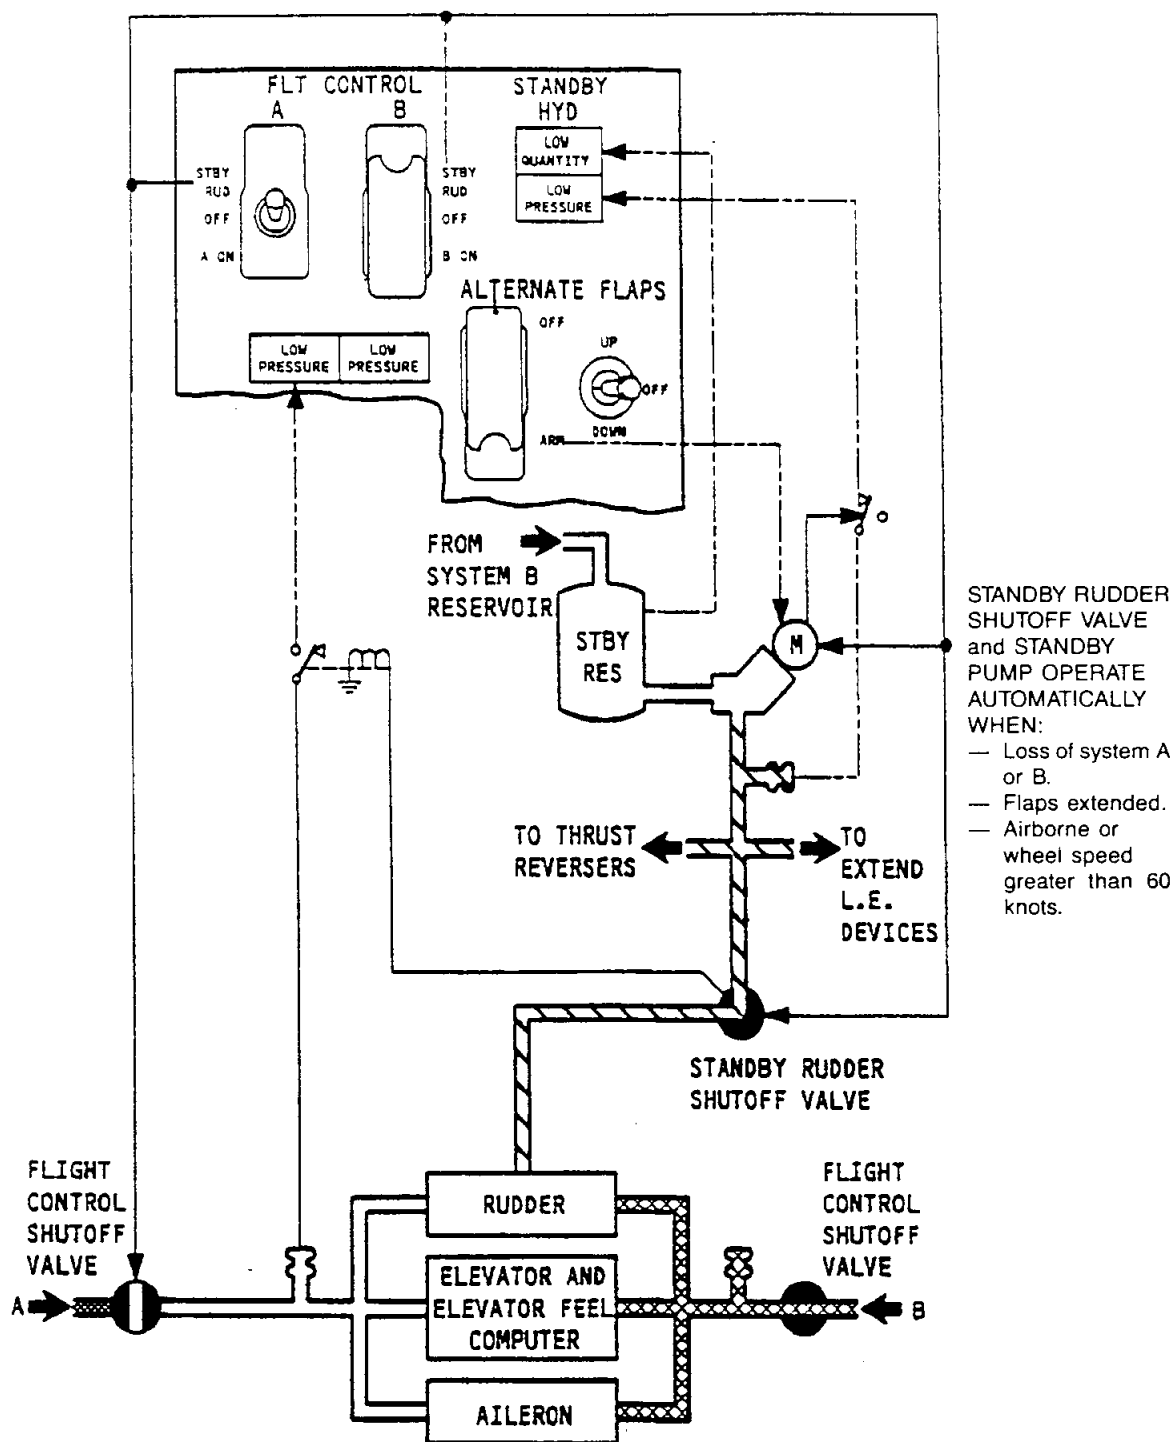 FLT CONTROL
A
B
STANDBY
HYD
LOW
QUANTITY
LOW
PRESSURE
STBY
RUD
OFF
A ON
STBY
RUD
OFF
B ON
ALTERNATE FLAPS
OFF
ARM
UP
OFF
DOWN
LOW
PRESSURE
LOW
PRESSURE
FROM
SYSTEM B
RESERVOIR
STBY
RES
M
STANDBY RUDDER
SHUTOFF VALVE
and STANDBY
PUMP OPERATE
AUTOMATICALLY
WHEN:
— Loss of system A
or B.
— Flaps extended.
— Airborne or
wheel speed
greater than 60
knots.
TO THRUST
REVERSERS
TO
EXTEND
L.E.
DEVICES
STANDBY RUDDER
SHUTOFF VALVE
FLIGHT
CONTROL
SHUTOFF
VALVE
A
RUDDER
ELEVATOR AND
ELEVATOR FEEL
COMPUTER
AILERON
FLIGHT
CONTROL
SHUTOFF
VALVE
B